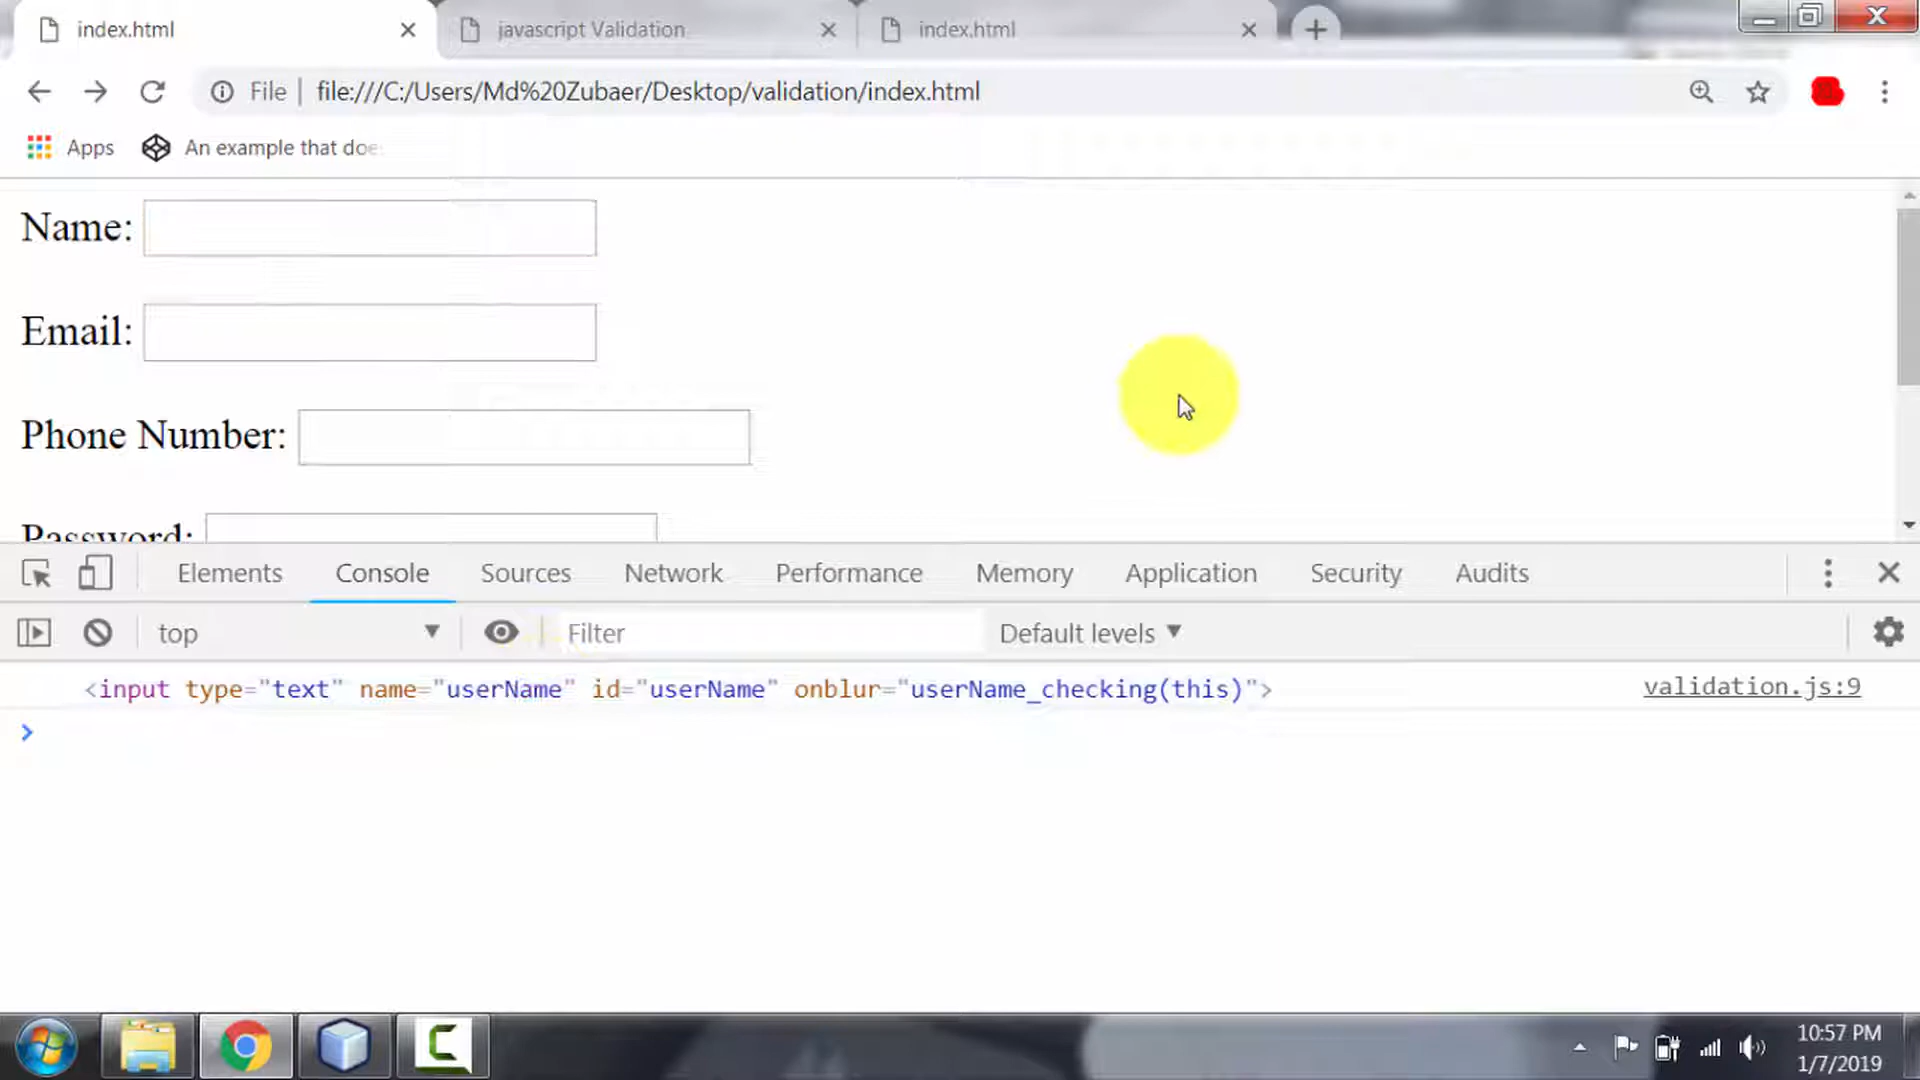 index.html
javascript Validation
index.html
File
file:///C:/Users/Md%20Zubaer/Desktop/validation/index.html
Apps
An example that doe
Name:
Email:
Phone Number:
Password:
Elements
Console
Sources
Network
Performance
Memory
Application
Security
Audits
top
Filter
Default levels
<input type="text" name="userName" id="userName" onblur="userName_checking(this)">
validation.js:9
10:57 PM
1/7/2019